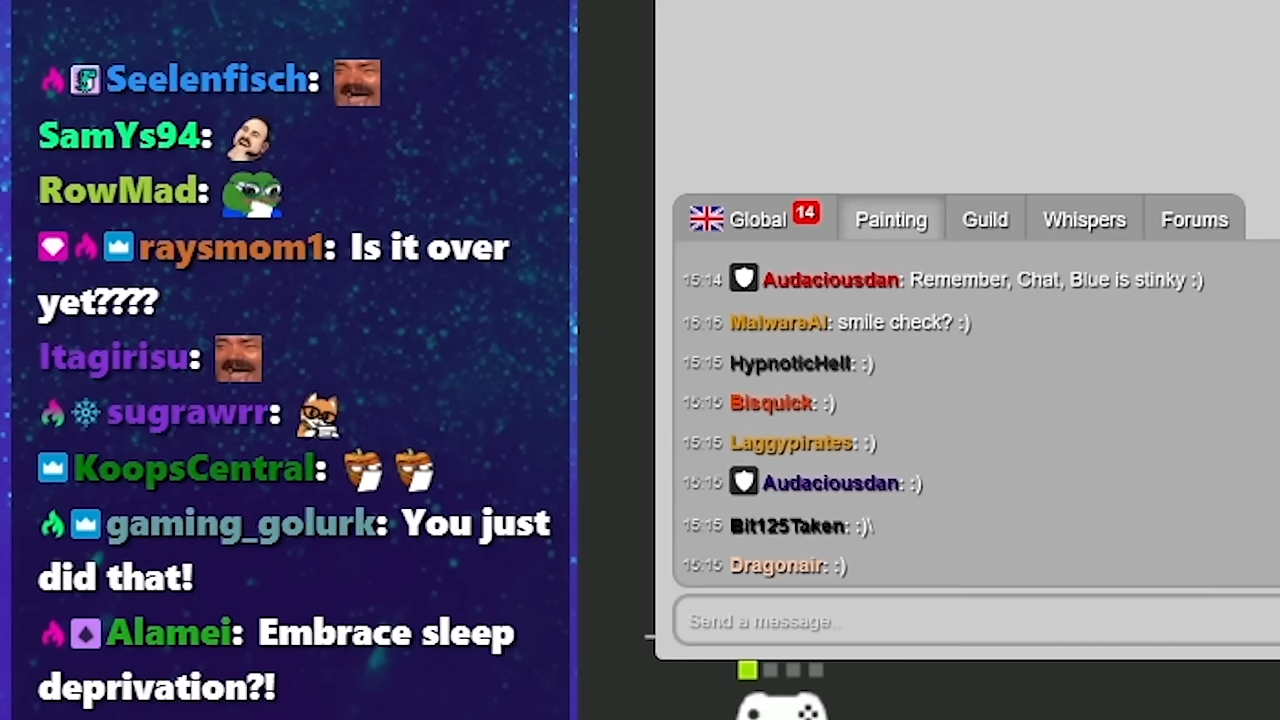 Seelenfisch:
SamYs94:
RowMad:
raysmom1: Is it over
yet????
Itagirisu:
sugrawrr:
KoopsCentral:
gaming_golurk: You just
did that!
Alamei: Embrace sleep
deprivation?!
Global 14 Painting Guild Whispers Forums
15:14 Audaciousdan: Remember, Chat, Blue is stinky :)
15:15 MalwareAI: smile check? :)
15:15 HypnoticHell: :)
15:15 Bisquick: :)
15:15 Laggypirates: :)
15:15 Audaciousdan: :)
15:15 Bit125Taken: :)\
15:15 Dragonair: :)
Send a message..